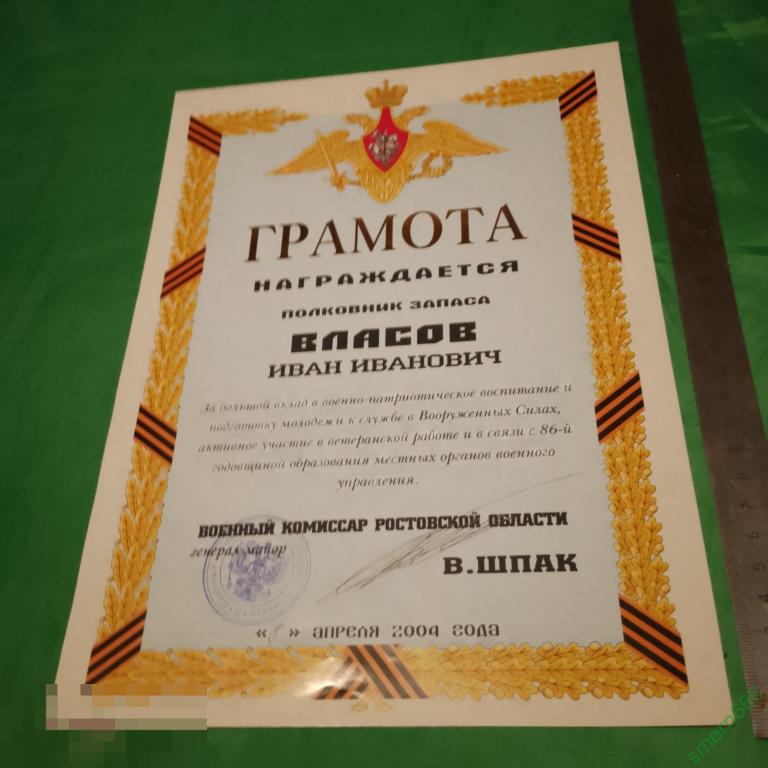 ГРАМОТА
НАГРАЖДАЕТСЯ
ПОЛКОВНИК ЗАПАСА
ВЛАСОВ
ИВАН ИВАНОВИЧ
За большой вклад в военно-патриотическое воспитание и
подготовку молодежи к службе в Вооруженных Силах,
активное участие в ветеранской работе и в связи с 86-й
годовщиной образования местных органов военного
управления.
ВОЕННЫЙ КОМИССАР РОСТОВСКОЙ ОБЛАСТИ
генерал-майор
В.ШПАК
«8» АПРЕЛЯ 2004 ГОДА